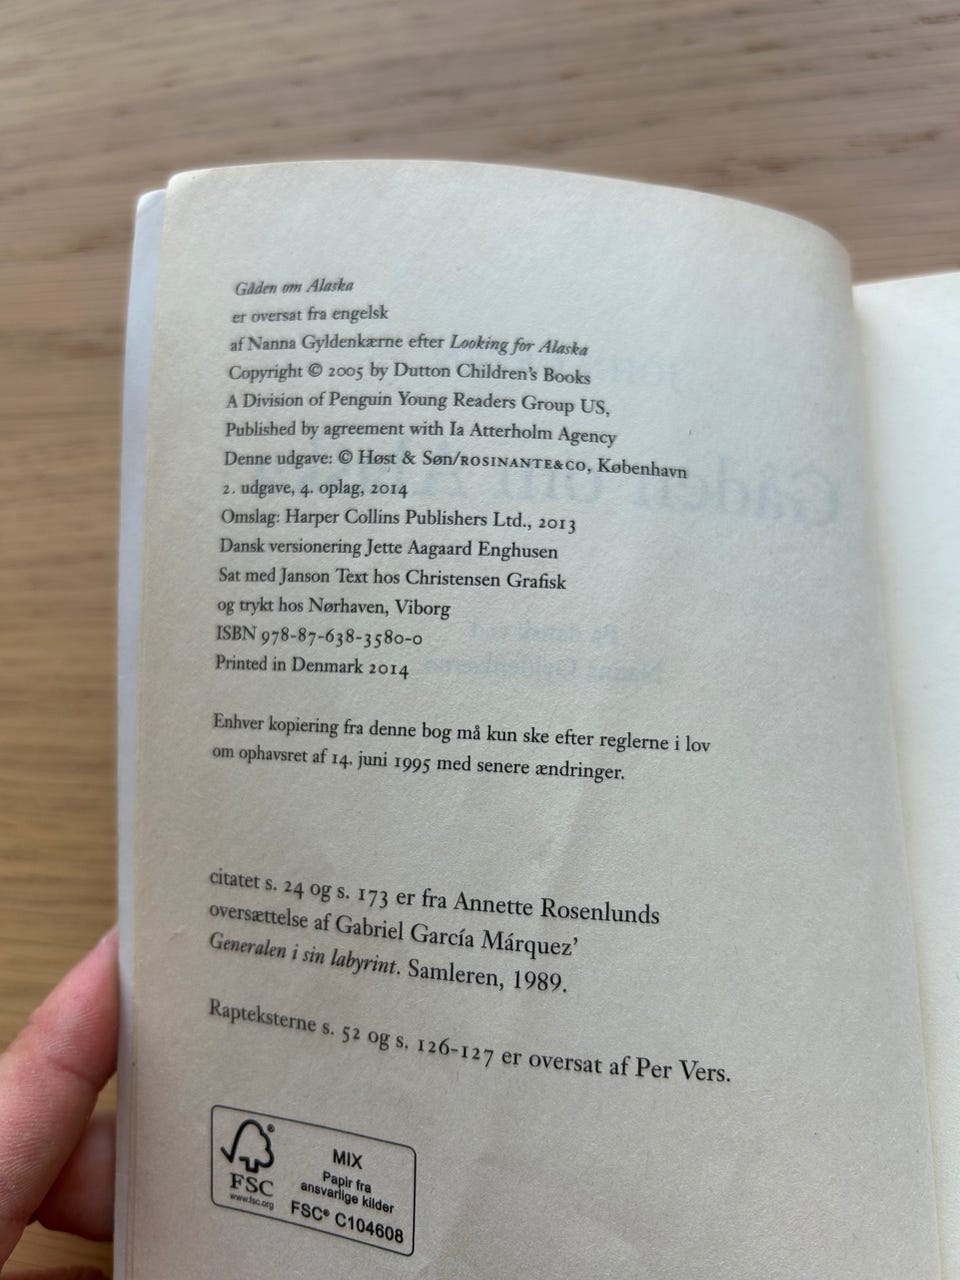 Gåden om Alaska
er oversat fra engelsk
af Nanna Gyldenkærne efter Looking for Alaska
Copyright © 2005 by Dutton Children's Books
A Division of Penguin Young Readers Group US,
Published by agreement with Ia Atterholm Agency
Denne udgave: © Høst & Søn/ROSINANTE&CO, København
2. udgave, 4. oplag, 2014
Omslag: Harper Collins Publishers Ltd., 2013
Dansk versionering Jette Aagaard Enghusen
Sat med Janson Text hos Christensen Grafisk
og trykt hos Nørhaven, Viborg
ISBN 978-87-638-3580-0
Printed in Denmark 2014
Enhver kopiering fra denne bog må kun ske efter reglerne i lov
om ophavsret af 14. juni 1995 med senere ændringer.
citatet s. 24 og s. 173 er fra Annette Rosenlunds
oversættelse af Gabriel García Márquez'
Generalen i sin labyrint. Samleren, 1989.
Rapteksterne s. 52 og s. 126-127 er oversat af Per Vers.
FSC
www.fsc.org
MIX
Papir fra
ansvarlige kilder
FSC® C104608